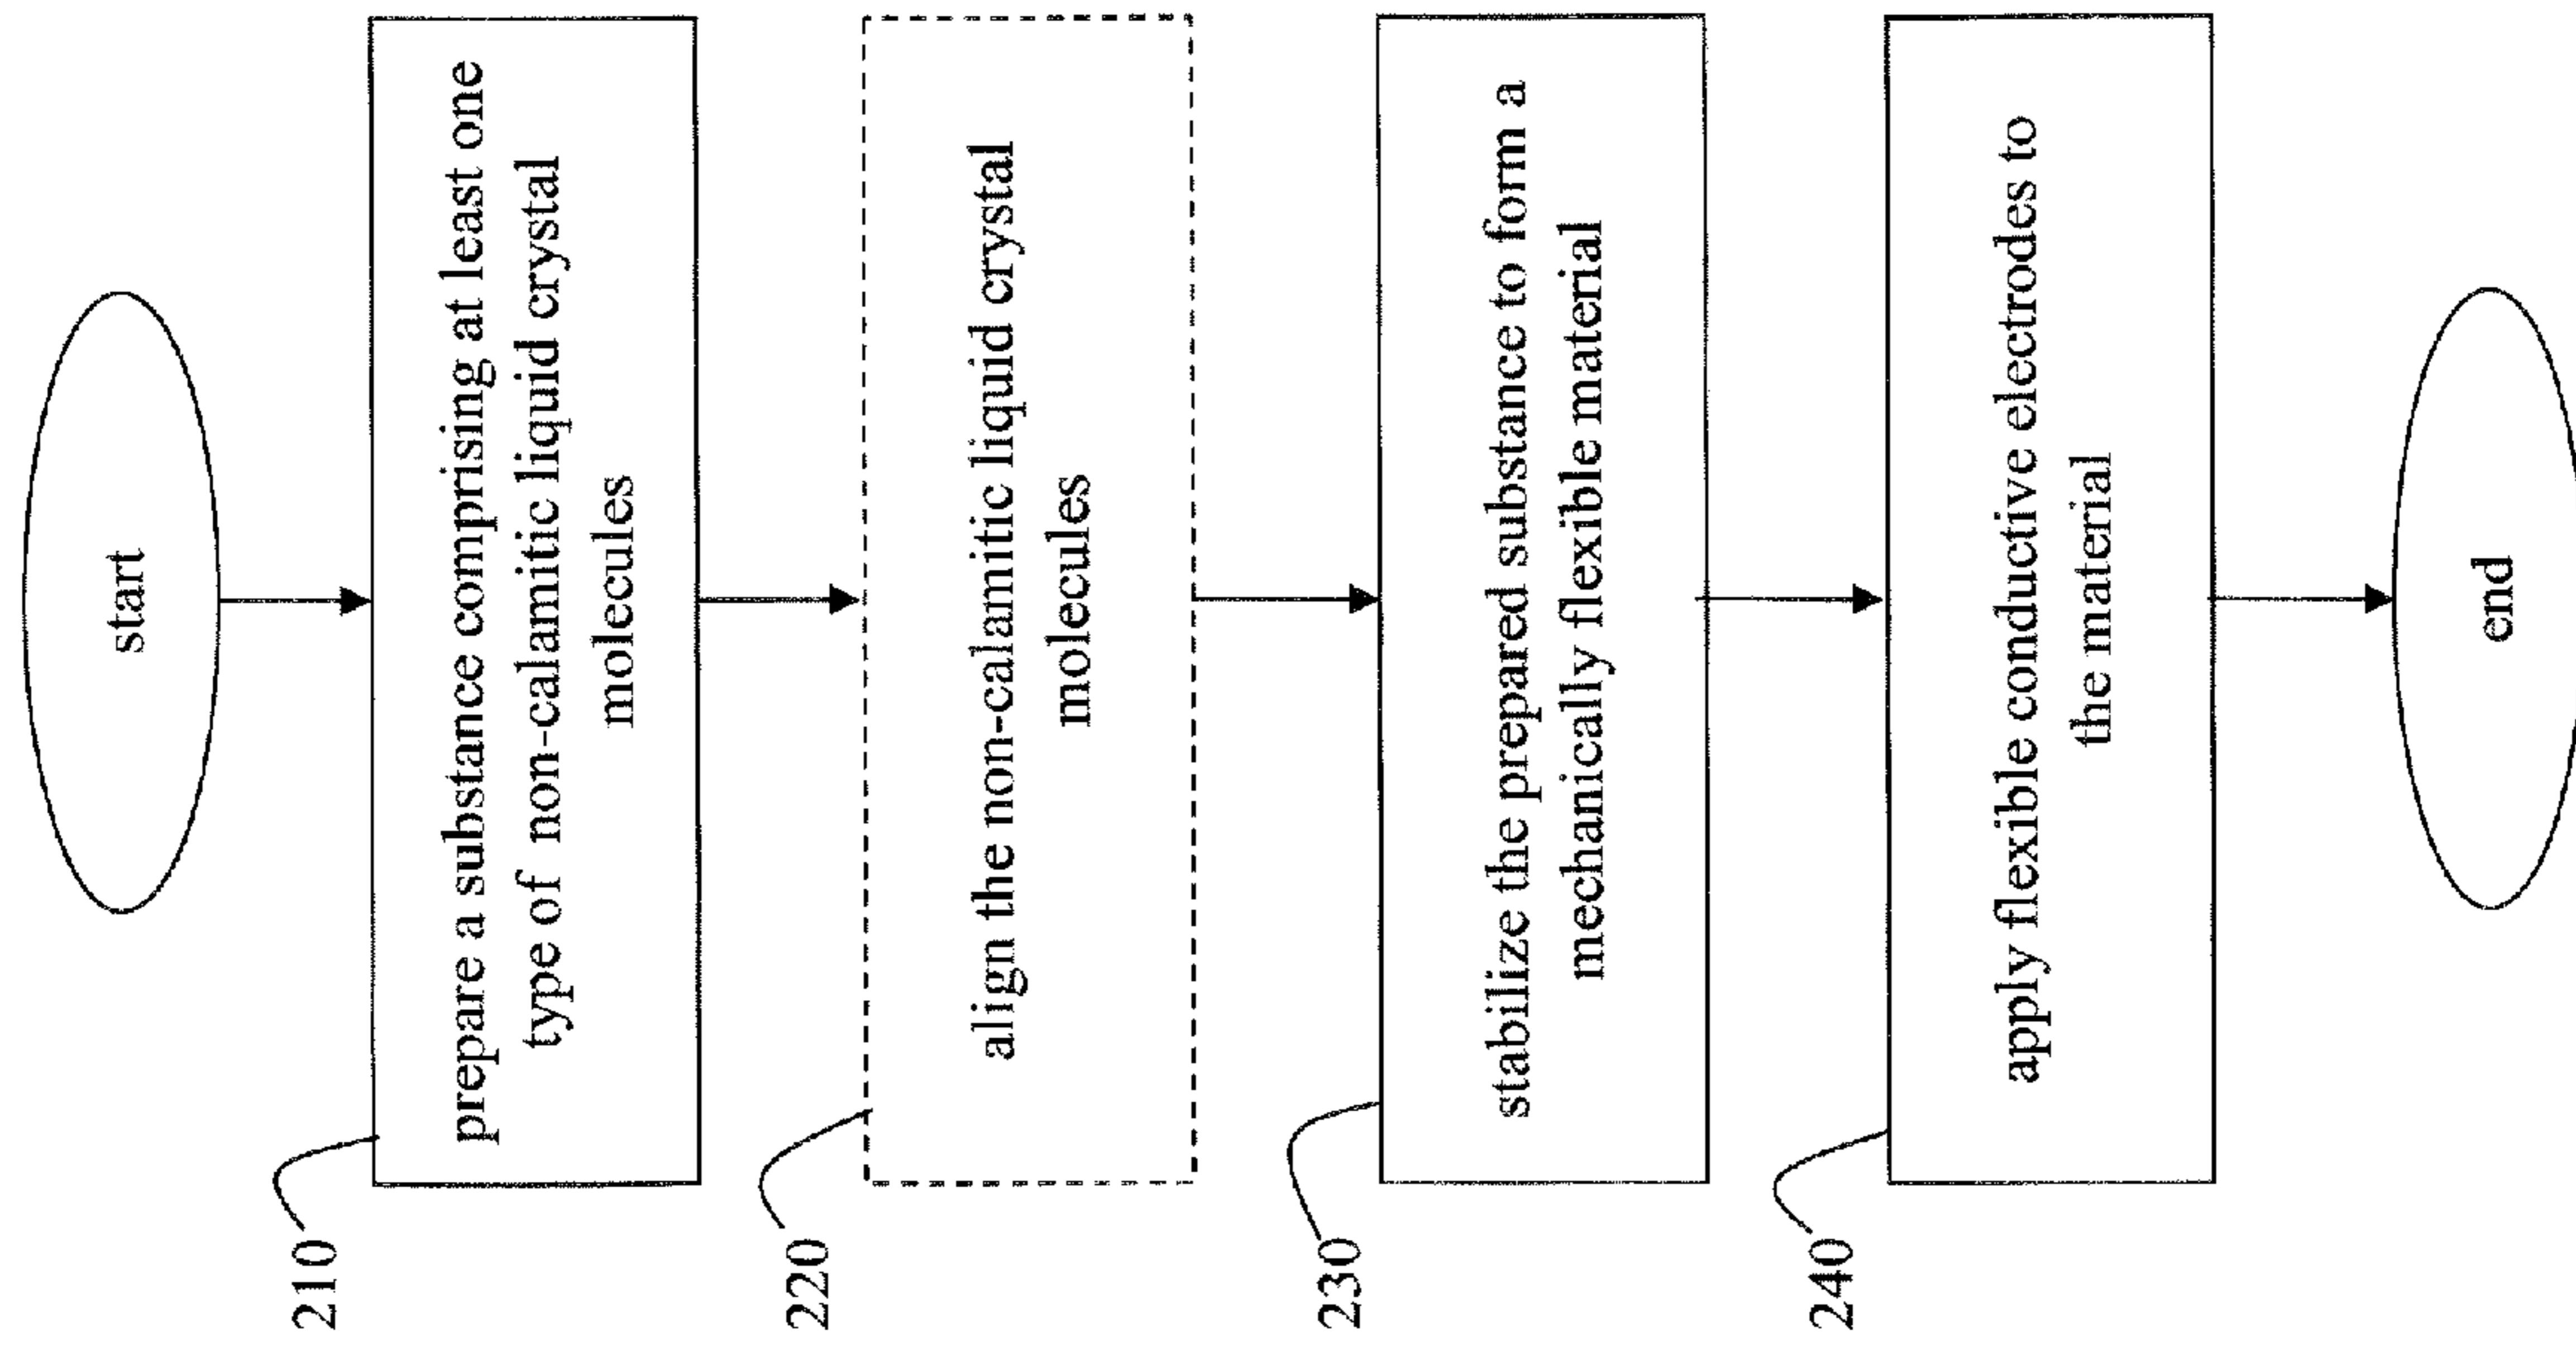 start
210
prepare a substance comprising at least one
type of non-calamitic liquid crystal
molecules
220
align the non-calamitic liquid crystal
molecules
230
stabilize the prepared substance to form a
mechanically flexible material
240
apply flexible conductive electrodes to
the material
end